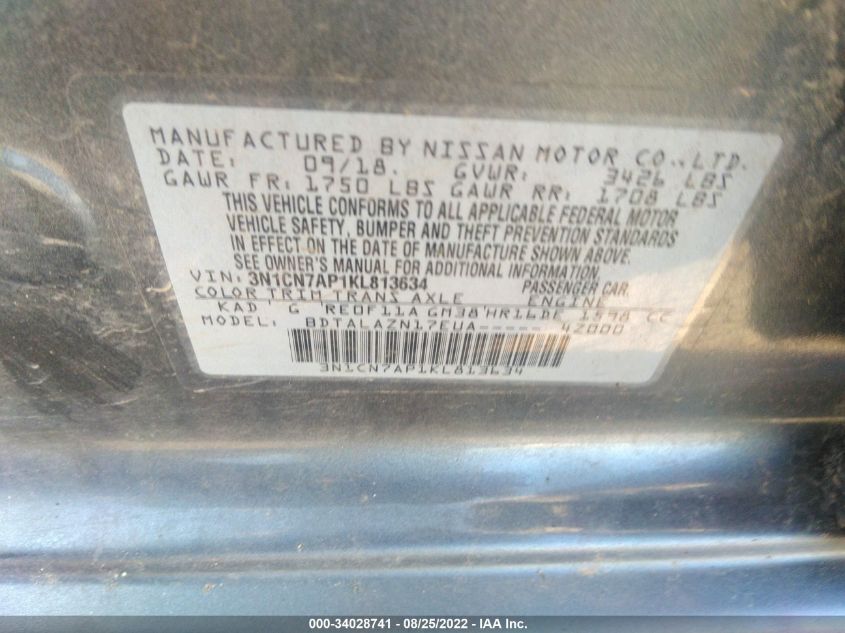 MANUFACTURED BY NISSAN MOTOR CO., LTD.
DATE: 09/18. GVWR: 3426 LBS
GAWR FR: 1750 LBS GAWR RR: 1708 LBS
THIS VEHICLE CONFORMS TO ALL APPLICABLE FEDERAL MOTOR
VEHICLE SAFETY, BUMPER AND THEFT PREVENTION STANDARDS
IN EFFECT ON THE DATE OF MANUFACTURE SHOWN ABOVE.
SEE OWNER'S MANUAL FOR ADDITIONAL INFORMATION.
VIN: 3N1CN7AP1KL813634 PASSENGER CAR.
COLOR TRIM TRANS AXLE ENGINE
KAD G RE0F11A GM38 HR16DE 1598 CC
MODEL: BDTALAZN17EUA----- 4Z000
3N1CN7AP1KL813634
000-34028741 - 08/25/2022 - IAA Inc.